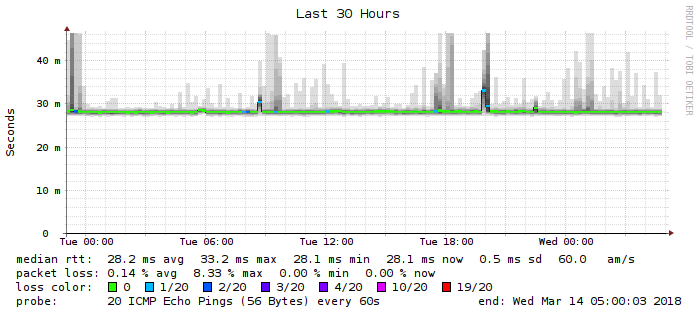 Last 30 Hours
RRDTOOL / TOBI OETIKER
Seconds
40 m
30 m
20 m
10 m
0
Tue 00:00 Tue 06:00 Tue 12:00 Tue 18:00 Wed 00:00
median rtt: 28.2 ms avg 33.2 ms max 28.1 ms min 28.1 ms now 0.5 ms sd 60.0 am/s
packet loss: 0.14 % avg 8.33 % max 0.00 % min 0.00 % now
loss color: 0 1/20 2/20 3/20 4/20 10/20 19/20
probe: 20 ICMP Echo Pings (56 Bytes) every 60s end: Wed Mar 14 05:00:03 2018